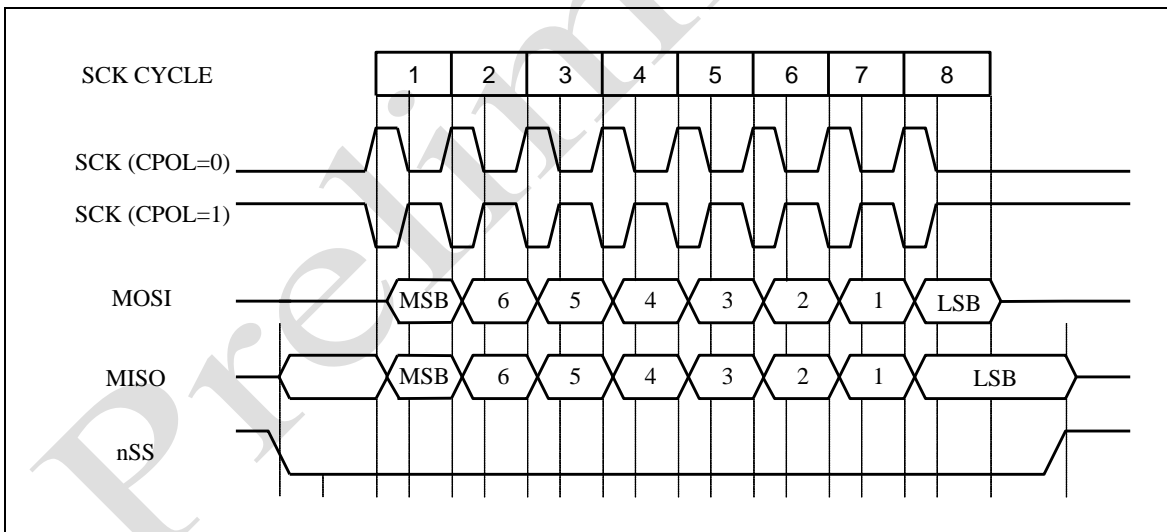 SCK CYCLE 1 2 3 4 5 6 7 8
SCK (CPOL=0)
SCK (CPOL=1)
MOSI MSB 6 5 4 3 2 1 LSB
MISO MSB 6 5 4 3 2 1 LSB
nSS
Prelim